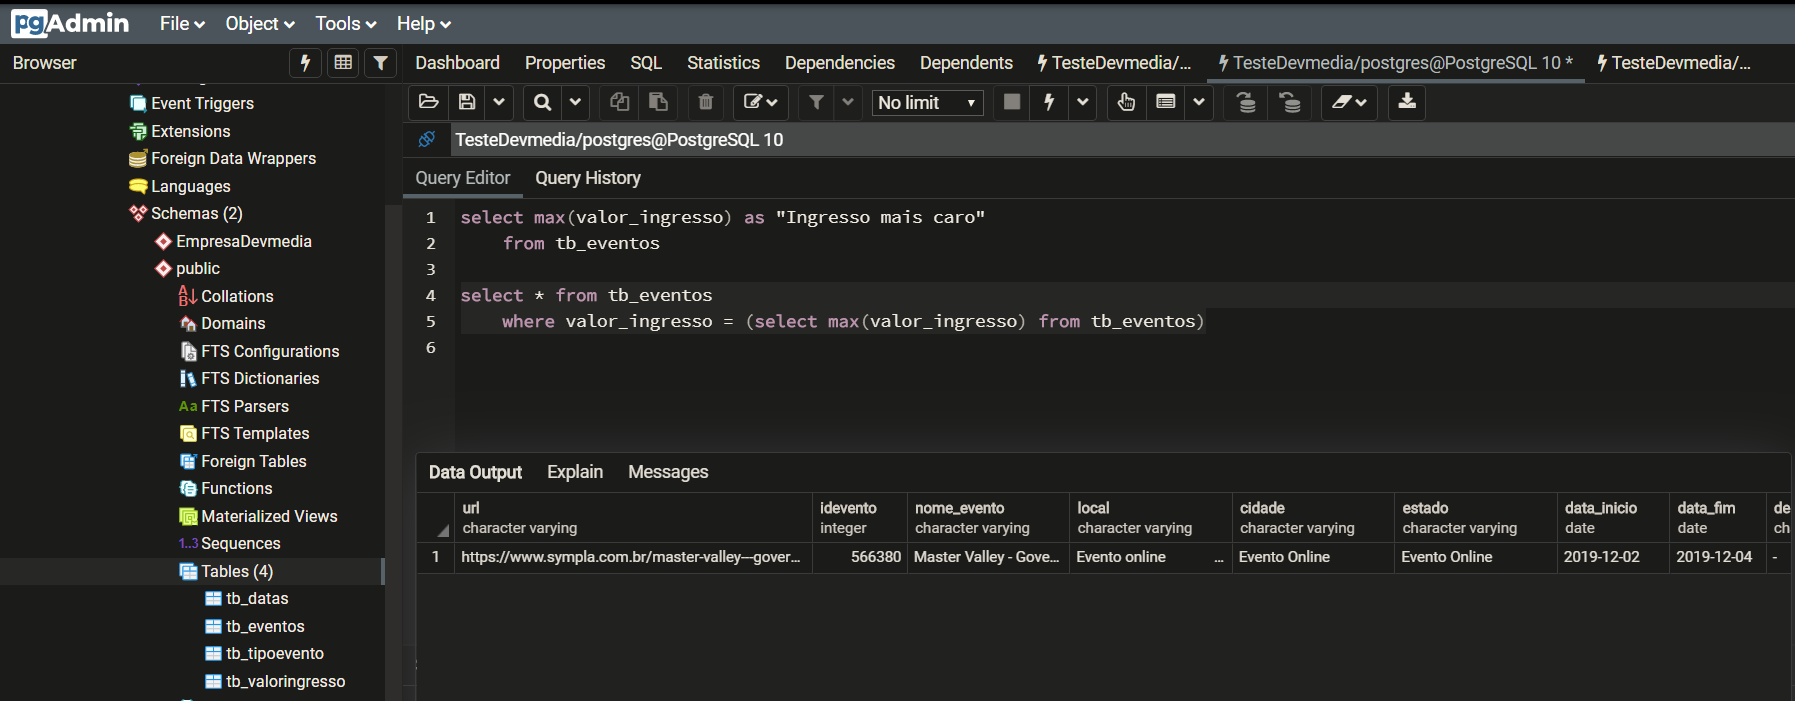 pgAdmin File Object Tools Help
Browser
Dashboard Properties SQL Statistics Dependencies Dependents TesteDevmedia/... TesteDevmedia/postgres@PostgreSQL 10 * TesteDevmedia/...
No limit
TesteDevmedia/postgres@PostgreSQL 10
Query Editor Query History
Event Triggers
Extensions
Foreign Data Wrappers
Languages
Schemas (2)
EmpresaDevmedia
public
Collations
Domains
FTS Configurations
FTS Dictionaries
Aa FTS Parsers
FTS Templates
Foreign Tables
Functions
Materialized Views
1..3 Sequences
Tables (4)
tb_datas
tb_eventos
tb_tipoevento
tb_valoringresso
1 select max(valor_ingresso) as "Ingresso mais caro"
2 from tb_eventos
3
4 select * from tb_eventos
5 where valor_ingresso = (select max(valor_ingresso) from tb_eventos)
6
Data Output Explain Messages
url idevento nome_evento local cidade estado data_inicio data_fim de
character varying integer character varying character varying character varying character varying date date ch
1 https://www.sympla.com.br/master-valley---gover... 566380 Master Valley - Gove... Evento online ... Evento Online Evento Online 2019-12-02 2019-12-04 -